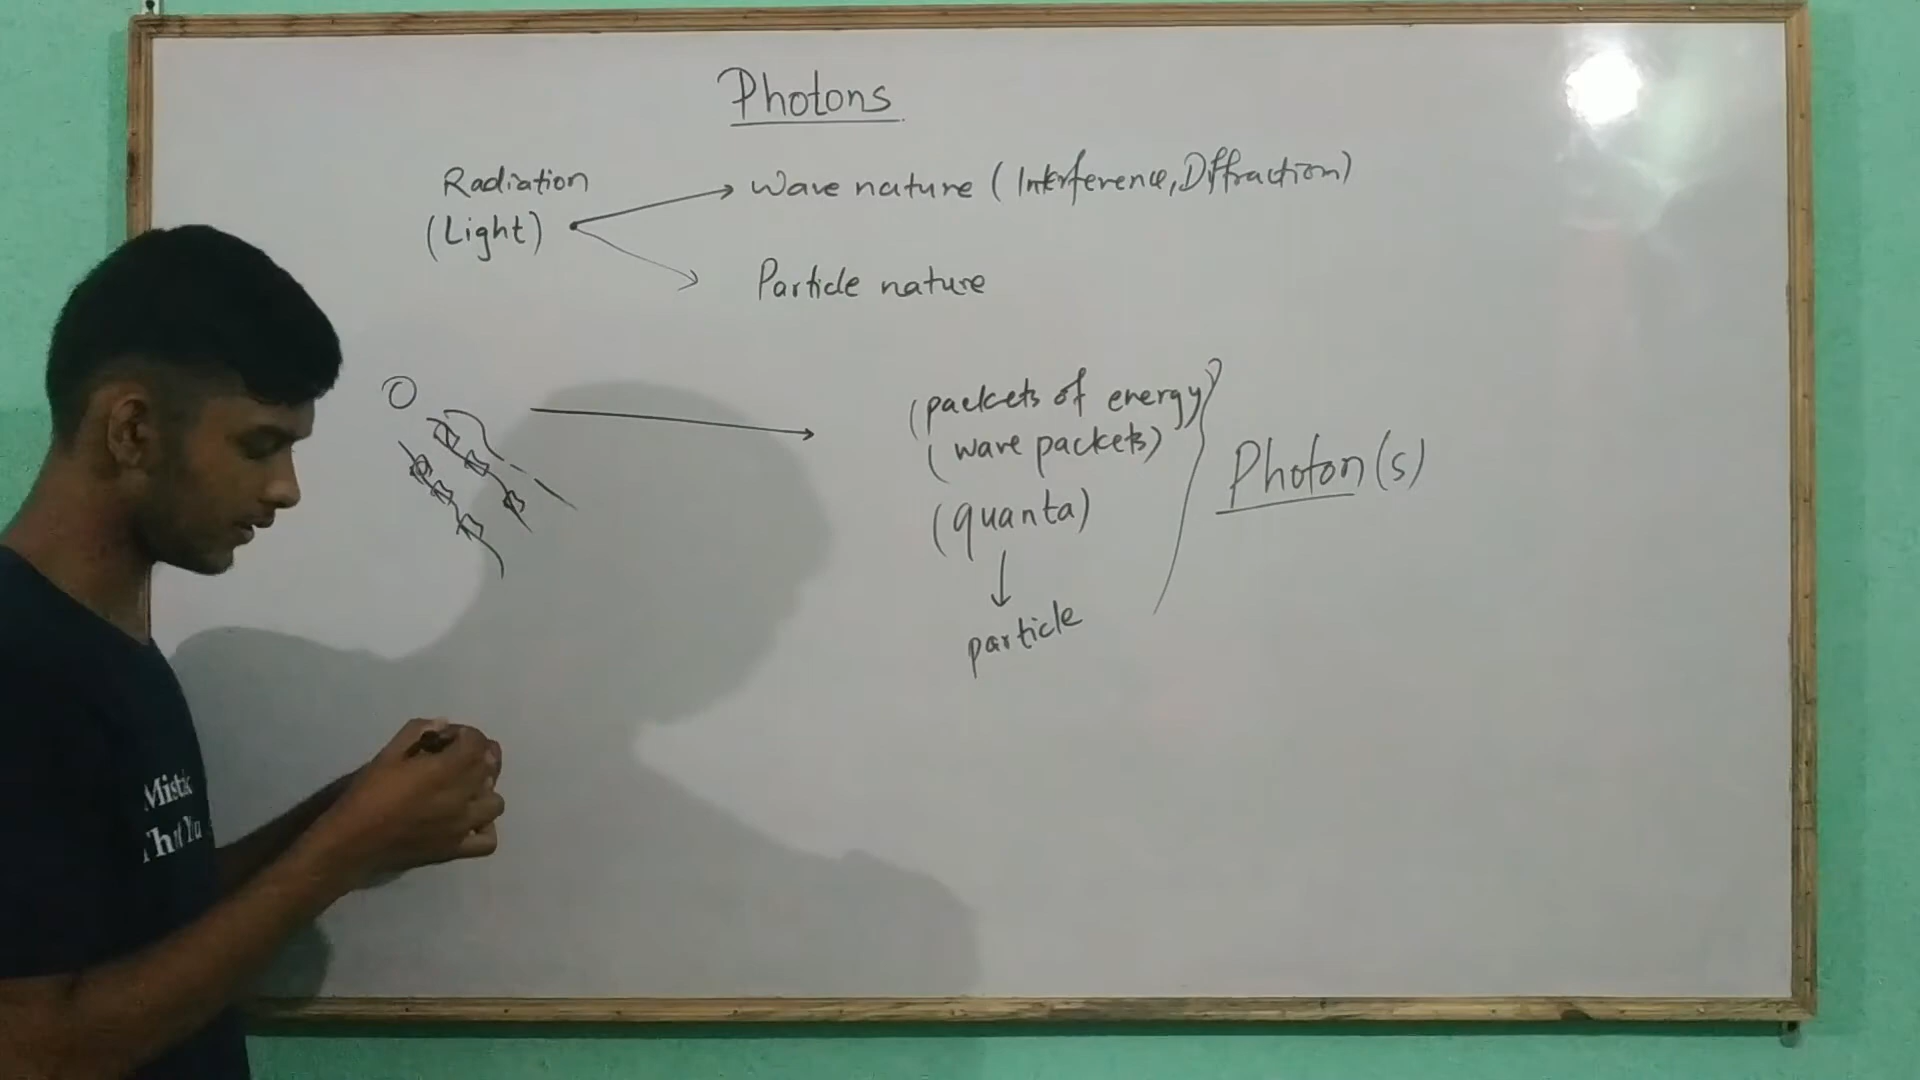 Photons
Radiation
(Light)
Wave nature (Interference, Diffraction)
Particle nature
(packets of energy)
(wave packets)
(quanta)
particle
Photon(s)